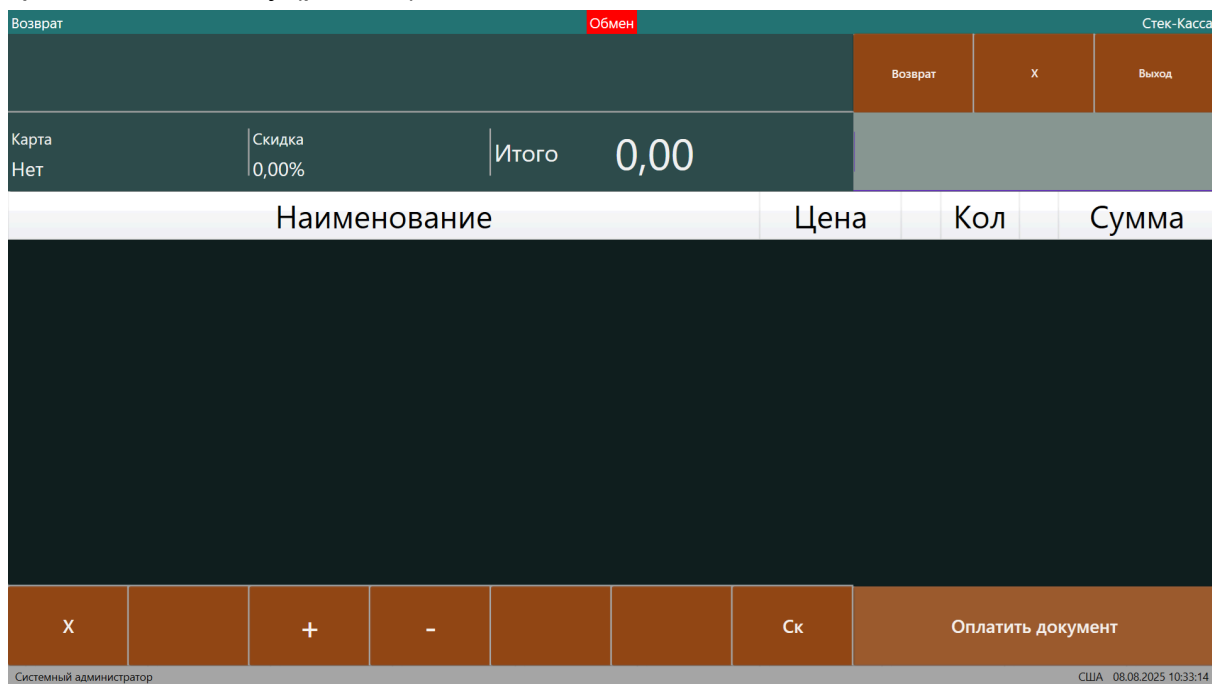 Возврат Обмен Стек-Касса
Возврат X Выход
Карта Скидка Итого 0,00
Нет 0,00%
Наименование Цена Кол Сумма
X + - Ск Оплатить документ
Системный администратор США 08.08.2025 10:33:14